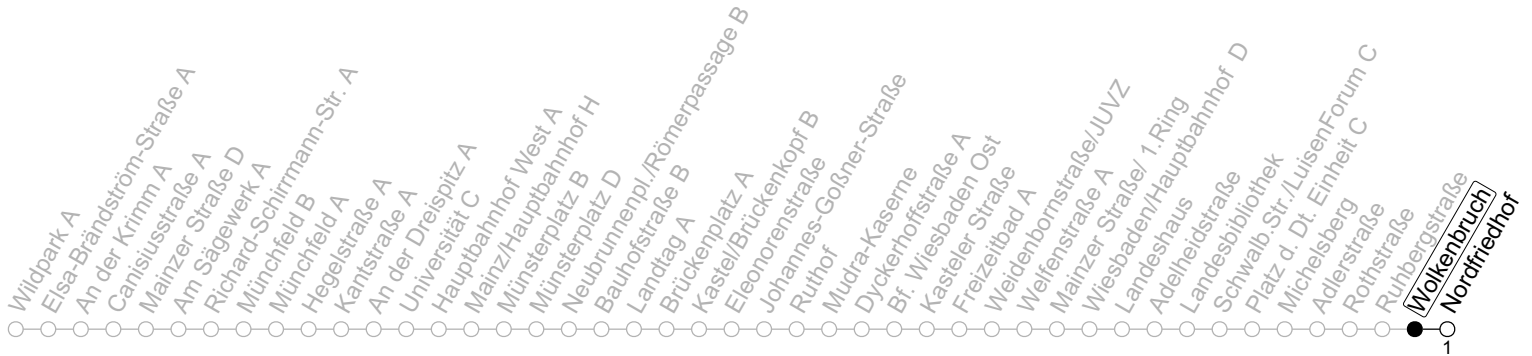 Wildpark A
Elsa-Brändström-Straße A
An der Krimm A
Canisiusstraße A
Mainzer Straße D
Am Sägewerk A
Richard-Schirrmann-Str. A
Münchfeld B
Münchfeld A
Hegelstraße A
Kantstraße A
An der Dreispitz A
Universität C
Hauptbahnhof West A
Mainz/Hauptbahnhof H
Münsterplatz B
Münsterplatz D
Neubrunnenpl./Römerpassage B
Bauhofstraße B
Landtag A
Brückenplatz A
Kastel/Brückenkopf B
Eleonorenstraße
Johannes-Goßner-Straße
Ruthof
Mudra-Kaserne
Dyckerhoffstraße A
Bf. Wiesbaden Ost
Kasteler Straße
Freizeitbad A
Weidenbornstraße/JUVZ
Welfenstraße A
Mainzer Straße/ 1.Ring
Wiesbaden/Hauptbahnhof D
Landeshaus
Adelheidstraße
Landesbibliothek
Schwalb.Str./LuisenForum C
Platz d. Dt. Einheit C
Michelsberg
Adlerstraße
Rothstraße
Ruhbergstraße
Wolkenbruch
Nordfriedhof
1